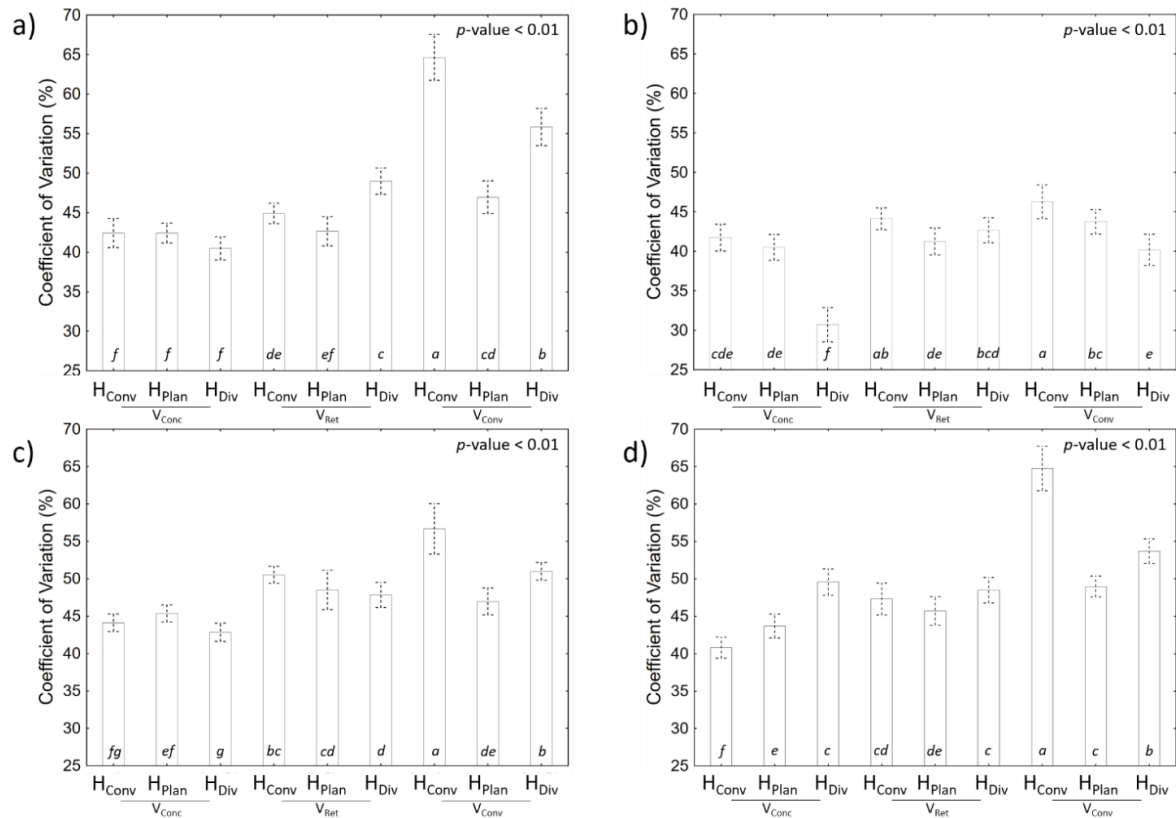 a)
p-value < 0.01
Coefficient of Variation (%)
70
65
60
55
50
45
40
35
30
25
f f f de ef c a cd b
HConv HPlan HDiv HConv HPlan HDiv HConv HPlan HDiv
VConc VRet VConv
b)
p-value < 0.01
Coefficient of Variation (%)
70
65
60
55
50
45
40
35
30
25
cde de f ab de bcd a bc e
HConv HPlan HDiv HConv HPlan HDiv HConv HPlan HDiv
VConc VRet VConv
c)
p-value < 0.01
Coefficient of Variation (%)
70
65
60
55
50
45
40
35
30
25
fg ef g bc cd d a de b
HConv HPlan HDiv HConv HPlan HDiv HConv HPlan HDiv
VConc VRet VConv
d)
p-value < 0.01
Coefficient of Variation (%)
70
65
60
55
50
45
40
35
30
25
f e c cd de c a c b
HConv HPlan HDiv HConv HPlan HDiv HConv HPlan HDiv
VConc VRet VConv